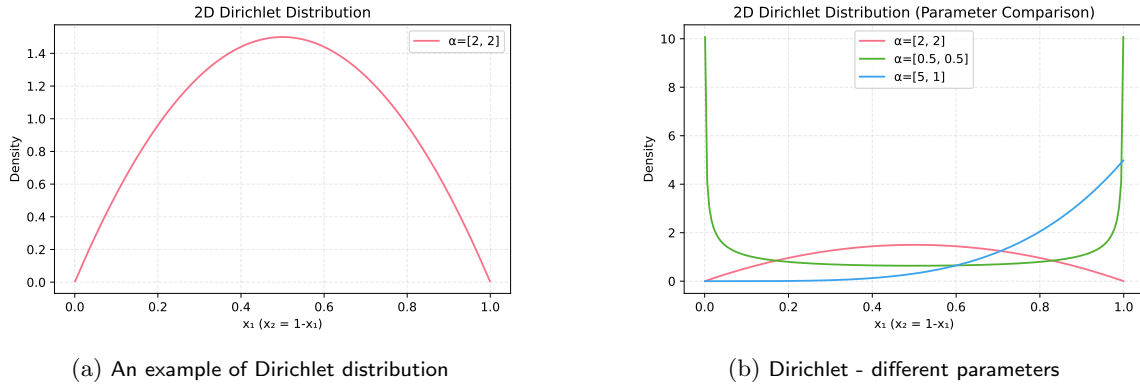 2D Dirichlet Distribution
α=[2, 2]
1.4
1.2
1.0
0.8
0.6
0.4
0.2
0.0
Density
0.0 0.2 0.4 0.6 0.8 1.0
x₁ (x₂ = 1-x₁)
(a) An example of Dirichlet distribution
2D Dirichlet Distribution (Parameter Comparison)
α=[2, 2]
α=[0.5, 0.5]
α=[5, 1]
10
8
6
4
2
0
Density
0.0 0.2 0.4 0.6 0.8 1.0
x₁ (x₂ = 1-x₁)
(b) Dirichlet - different parameters